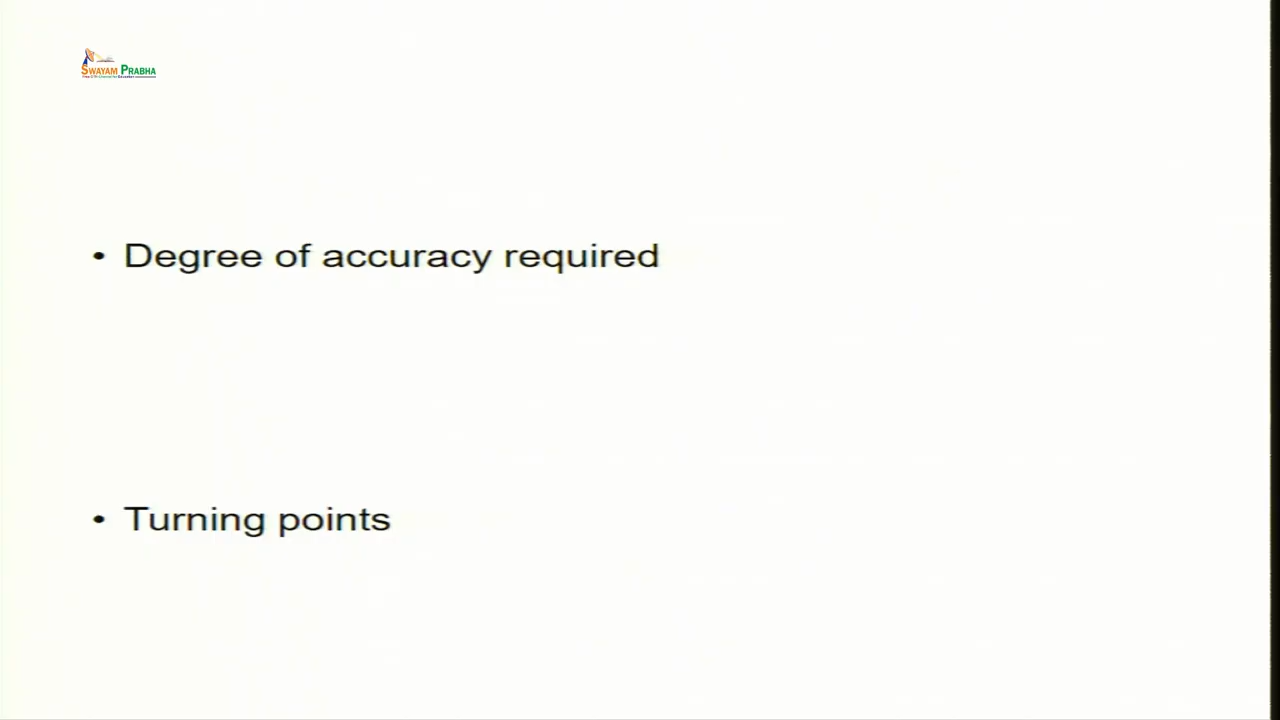 SWAYAM PRABHA
• Degree of accuracy required
• Turning points